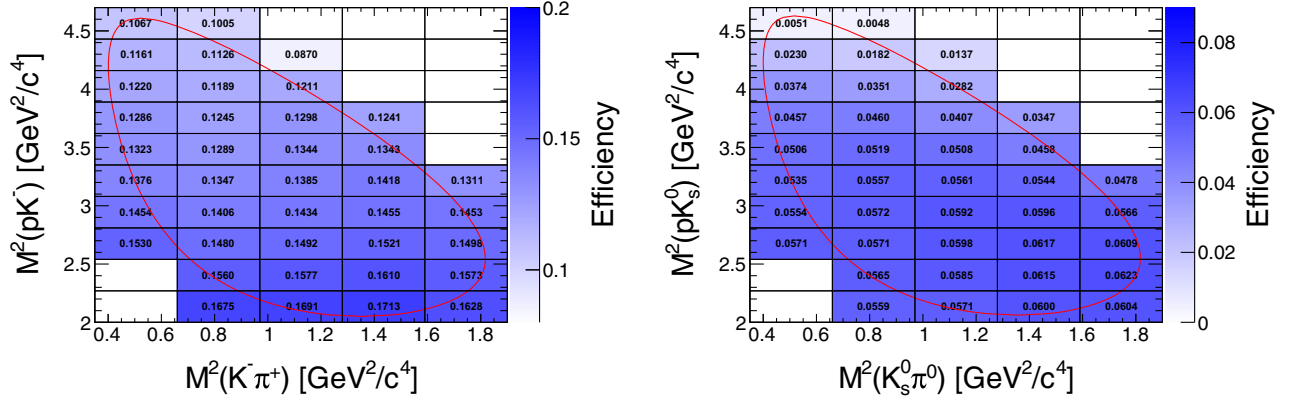 4.5
4
3.5
3
2.5
2
M²(pK⁻) [GeV²/c⁴]
0.1067 0.1005
0.1161 0.1126 0.0870
0.1220 0.1189 0.1211
0.1286 0.1245 0.1298 0.1241
0.1323 0.1289 0.1344 0.1343
0.1376 0.1347 0.1385 0.1418 0.1311
0.1454 0.1406 0.1434 0.1455 0.1453
0.1530 0.1480 0.1492 0.1521 0.1498
0.1560 0.1577 0.1610 0.1573
0.1675 0.1691 0.1713 0.1628
0.4 0.6 0.8 1 1.2 1.4 1.6 1.8
M²(K⁻π⁺) [GeV²/c⁴]
0.2
0.15
0.1
Efficiency
4.5
4
3.5
3
2.5
2
M²(pK⁰ₛ) [GeV²/c⁴]
0.0051 0.0048
0.0230 0.0182 0.0137
0.0374 0.0351 0.0282
0.0457 0.0460 0.0407 0.0347
0.0506 0.0519 0.0508 0.0458
0.0535 0.0557 0.0561 0.0544 0.0478
0.0554 0.0572 0.0592 0.0596 0.0566
0.0571 0.0571 0.0598 0.0617 0.0609
0.0565 0.0585 0.0615 0.0623
0.0559 0.0571 0.0600 0.0604
0.4 0.6 0.8 1 1.2 1.4 1.6 1.8
M²(K⁰ₛπ⁰) [GeV²/c⁴]
0.08
0.06
0.04
0.02
0
Efficiency